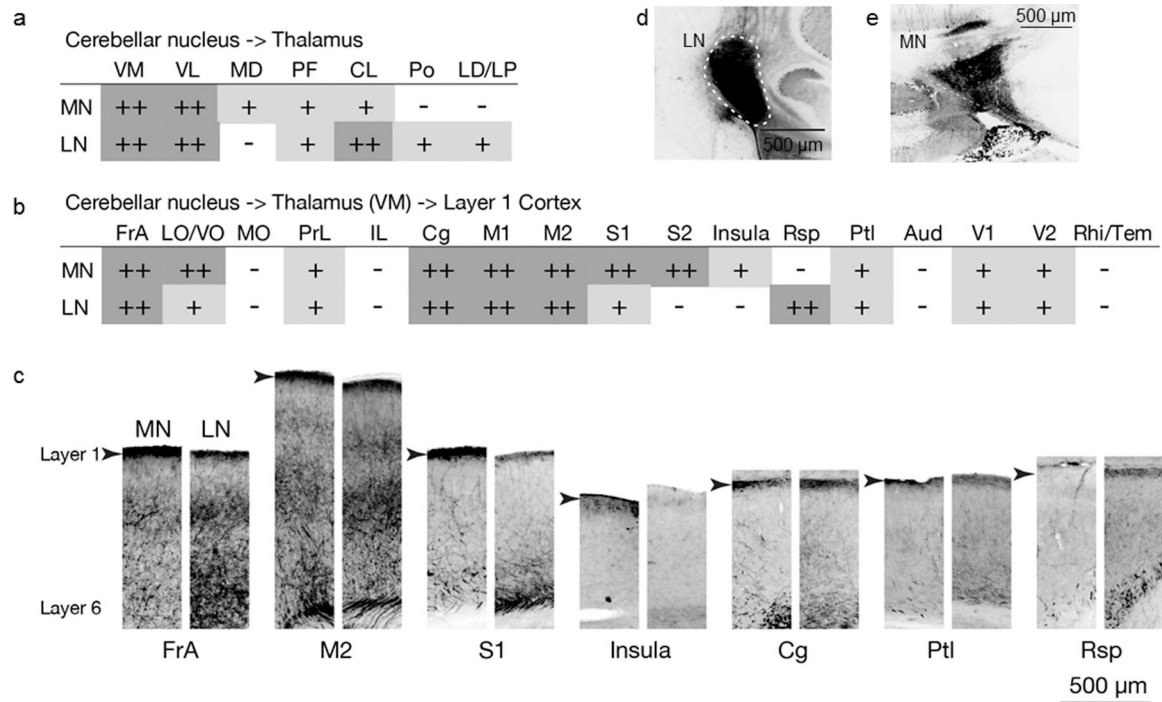 a
Cerebellar nucleus -> Thalamus
VM VL MD PF CL Po LD/LP
MN ++ ++ + + + - -
LN ++ ++ - + ++ + +
d
LN
500 µm
e
500 µm
MN
b
Cerebellar nucleus -> Thalamus (VM) -> Layer 1 Cortex
FrA LO/VO MO PrL IL Cg M1 M2 S1 S2 Insula Rsp Ptl Aud V1 V2 Rhi/Tem
MN ++ ++ - + - ++ ++ ++ ++ ++ + - + - + + -
LN ++ + - + - ++ ++ ++ + - - ++ + - + + -
c
MN LN
Layer 1
Layer 6
FrA M2 S1 Insula Cg Ptl Rsp
500 µm